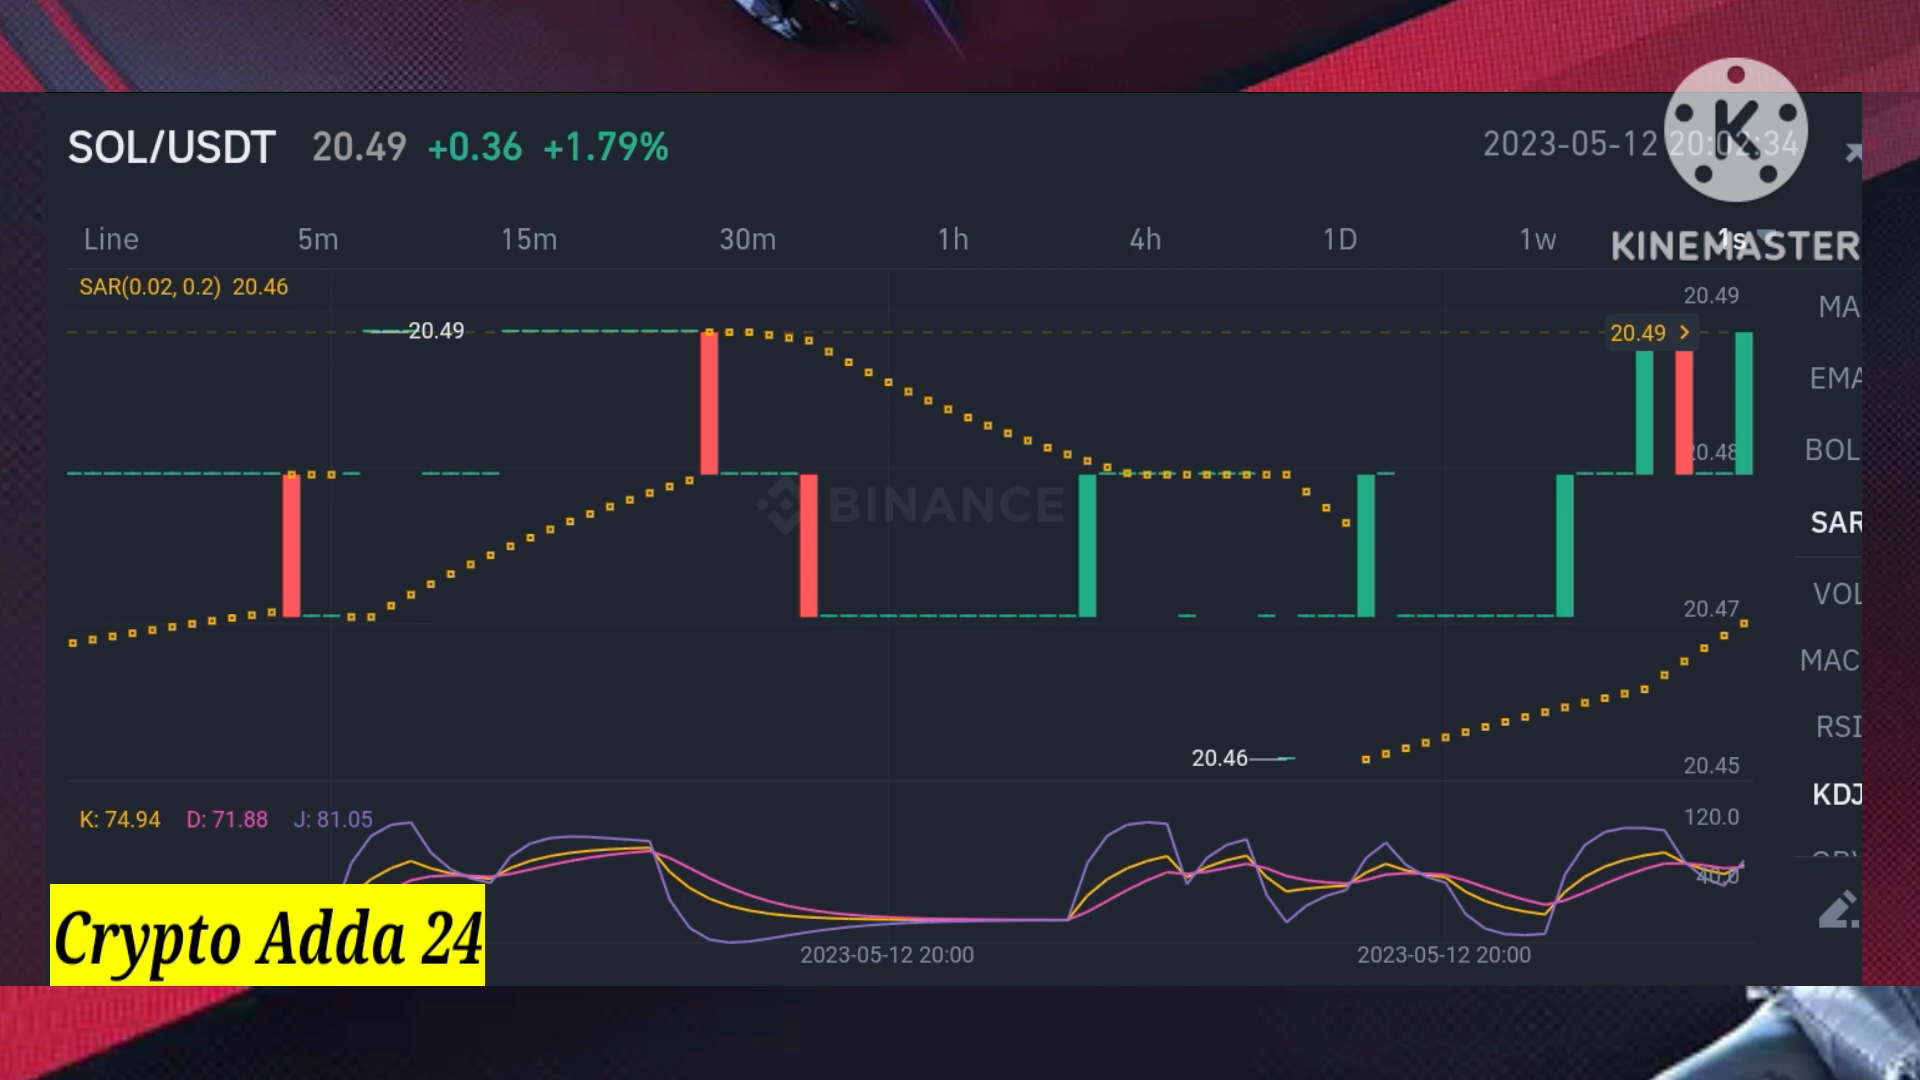 SOL/USDT 20.49 +0.36 +1.79% 2023-05-12 20:02:34
K
Line 5m 15m 30m 1h 4h 1D 1w 1s
KINEMASTER
SAR(0.02, 0.2) 20.46
20.49
MA
20.49
20.49 >
EMA
BOL
20.48
BINANCE
SAR
VOL
20.47
MAC
RSI
20.46
20.45
KDJ
K: 74.94 D: 71.88 J: 81.05
120.0
40.0
Crypto Adda 24
2023-05-12 20:00 2023-05-12 20:00